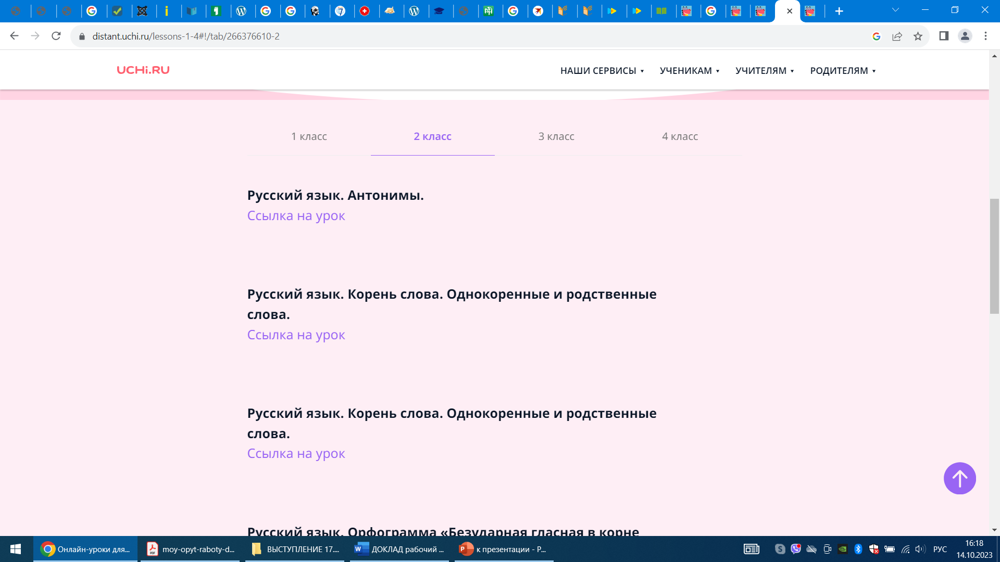 distant.uchi.ru/lessons-1-4#!/tab/266376610-2
UCHi.RU
НАШИ СЕРВИСЫ ▾ УЧЕНИКАМ ▾ УЧИТЕЛЯМ ▾ РОДИТЕЛЯМ ▾
1 класс 2 класс 3 класс 4 класс
Русский язык. Антонимы.
Ссылка на урок
Русский язык. Корень слова. Однокоренные и родственные
слова.
Ссылка на урок
Русский язык. Корень слова. Однокоренные и родственные
слова.
Ссылка на урок
Русский язык. Орфограмма «Безударная гласная в корне
Онлайн-уроки для... moy-opyt-raboty-d... ВЫСТУПЛЕНИЕ 17.... ДОКЛАД рабочий ... к презентации - P... РУС 16:18
14.10.2023